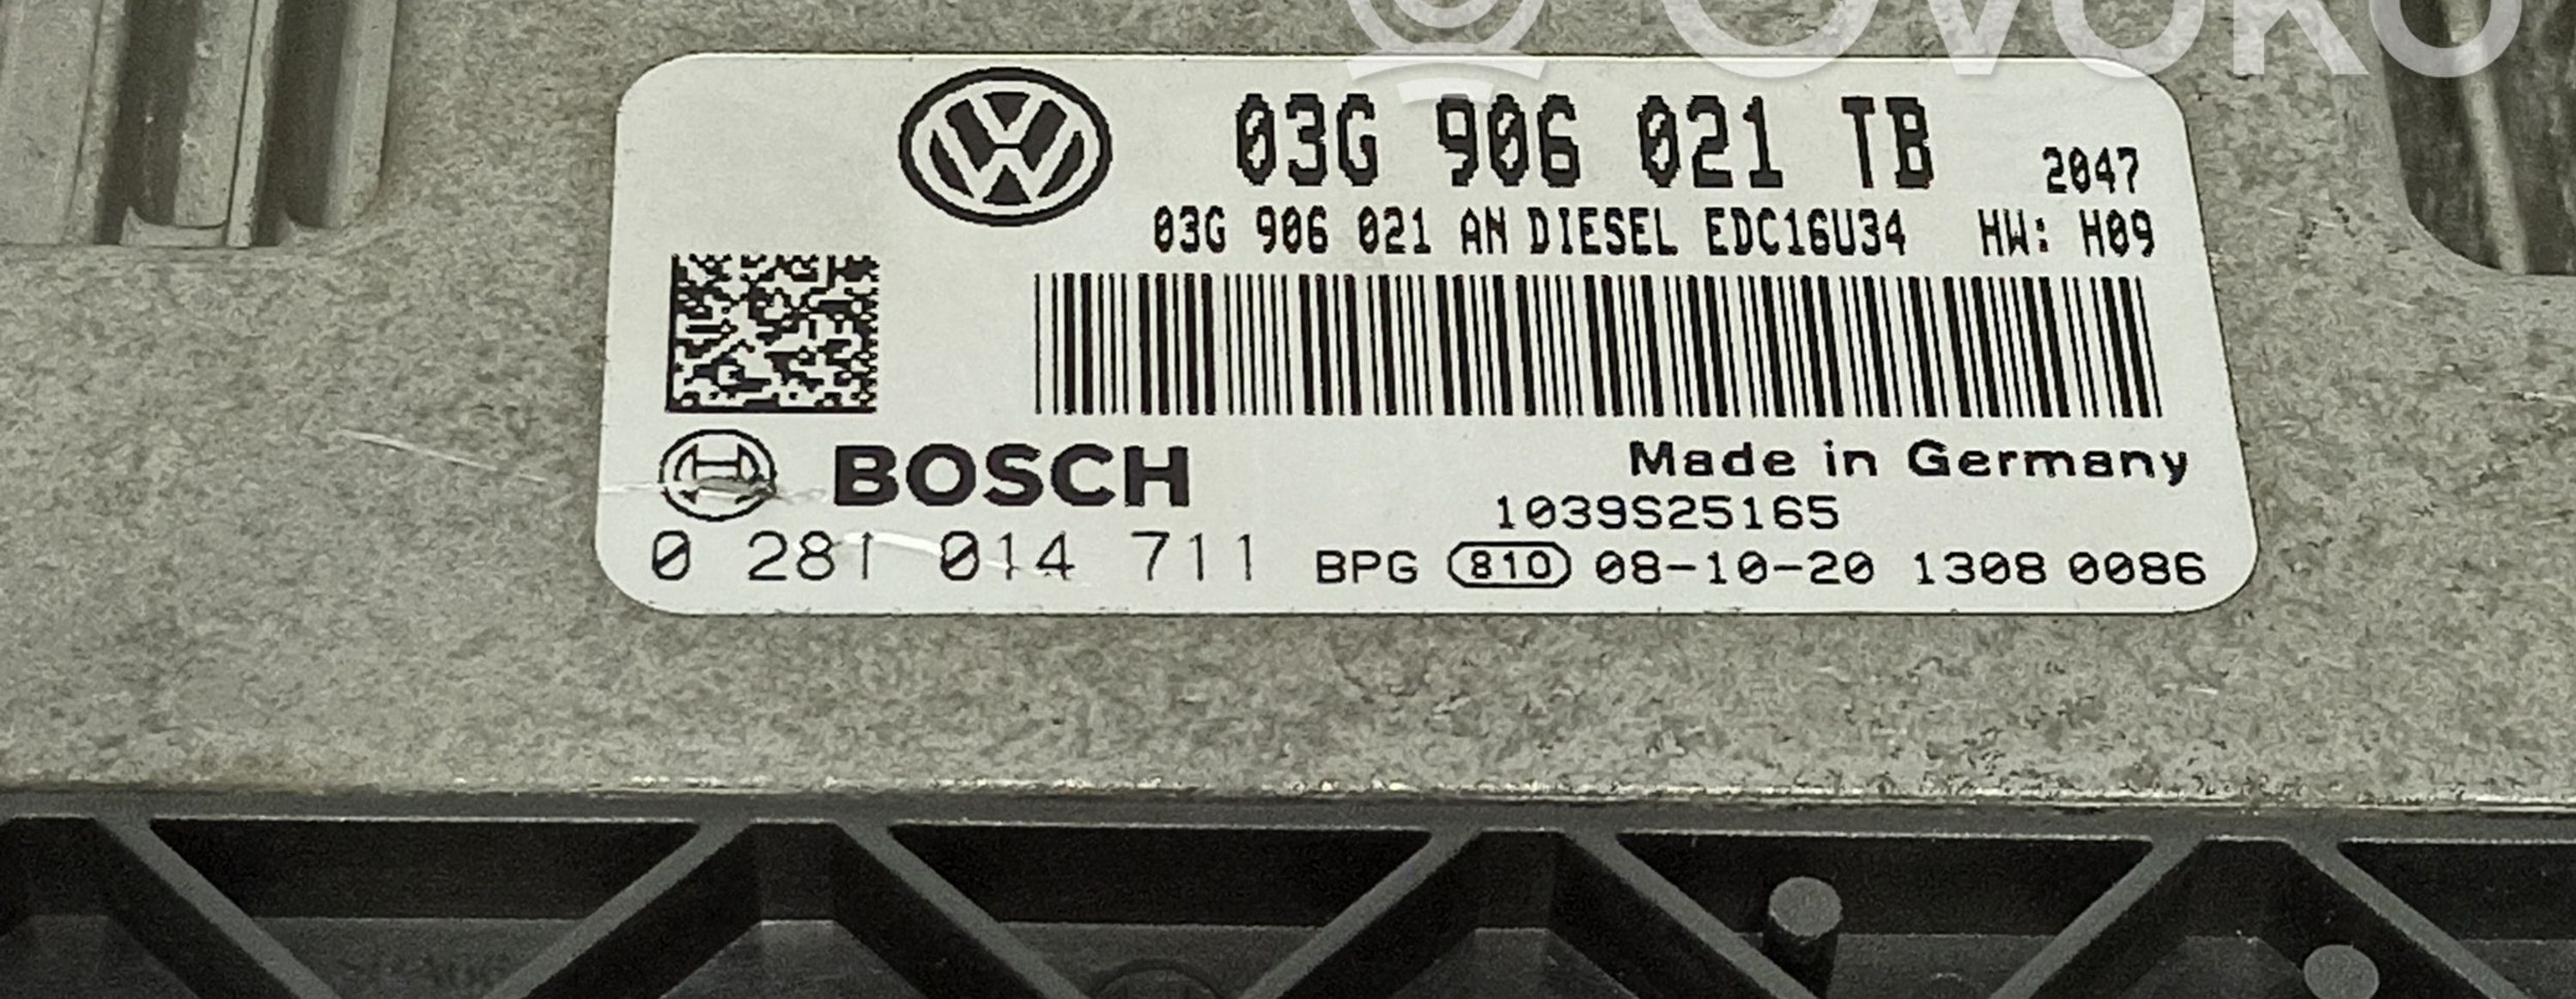 OVOKO
03G 906 021 TB 2047
03G 906 021 AN DIESEL EDC16U34 HW: H09
BOSCH
Made in Germany
1039S25165
0 281 014 711 BPG 810 08-10-20 1308 0086